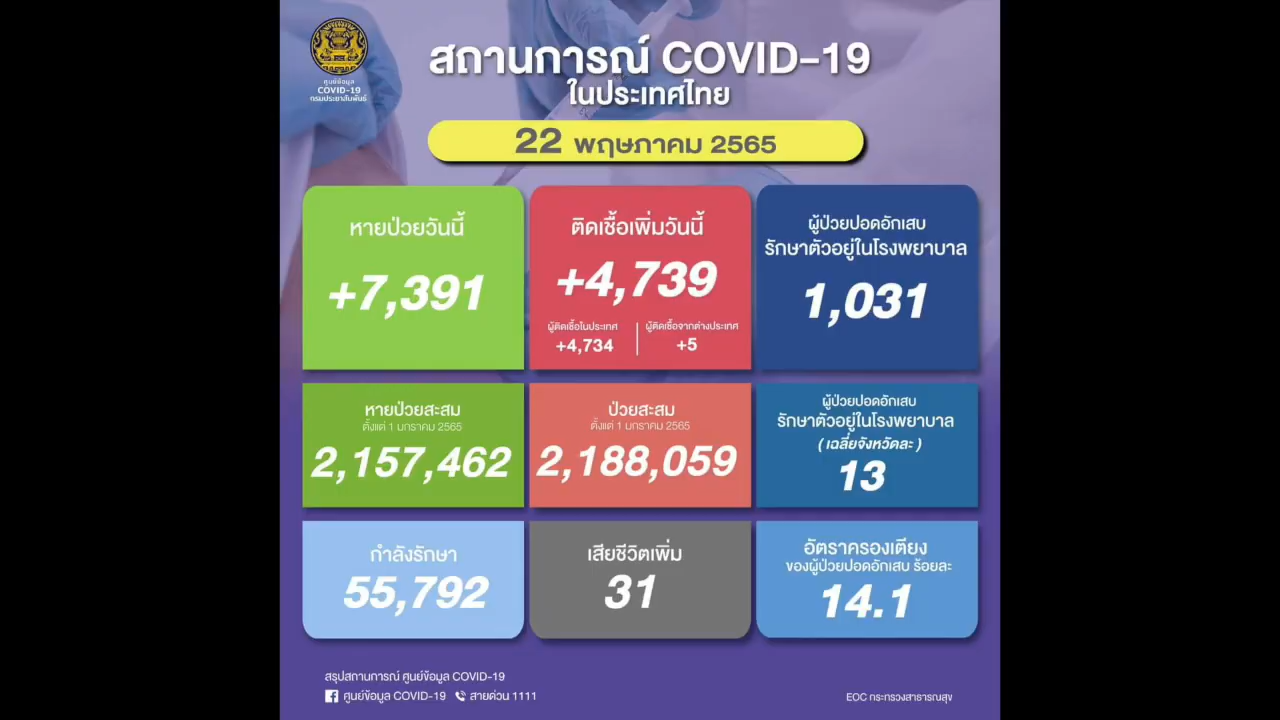 ศูนย์ข้อมูล
COVID-19
กรมประชาสัมพันธ์
สถานการณ์ COVID-19
ในประเทศไทย
22 พฤษภาคม 2565
หายป่วยวันนี้
+7,391
ติดเชื้อเพิ่มวันนี้
+4,739
ผู้ติดเชื้อในประเทศ
+4,734
ผู้ติดเชื้อจากต่างประเทศ
+5
ผู้ป่วยปอดอักเสบ
รักษาตัวอยู่ในโรงพยาบาล
1,031
หายป่วยสะสม
ตั้งแต่ 1 มกราคม 2565
2,157,462
ป่วยสะสม
ตั้งแต่ 1 มกราคม 2565
2,188,059
ผู้ป่วยปอดอักเสบ
รักษาตัวอยู่ในโรงพยาบาล
( เฉลี่ยจังหวัดละ )
13
กำลังรักษา
55,792
เสียชีวิตเพิ่ม
31
อัตราครองเตียง
ของผู้ป่วยปอดอักเสบ ร้อยละ
14.1
สรุปสถานการณ์ ศูนย์ข้อมูล COVID-19
ศูนย์ข้อมูล COVID-19 สายด่วน 1111
EOC กระทรวงสาธารณสุข